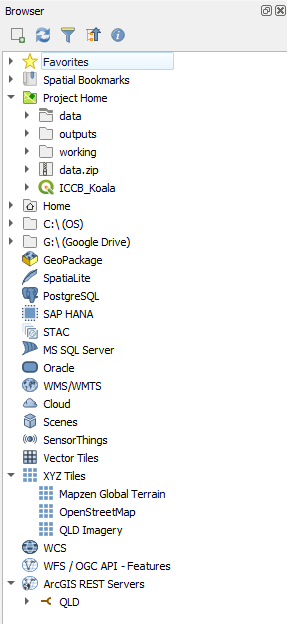 Browser
Favorites
Spatial Bookmarks
Project Home
data
outputs
working
data.zip
ICCB_Koala
Home
C:\ (OS)
G:\ (Google Drive)
GeoPackage
SpatiaLite
PostgreSQL
SAP HANA
STAC
MS SQL Server
Oracle
WMS/WMTS
Cloud
Scenes
SensorThings
Vector Tiles
XYZ Tiles
Mapzen Global Terrain
OpenStreetMap
QLD Imagery
WCS
WFS / OGC API - Features
ArcGIS REST Servers
QLD